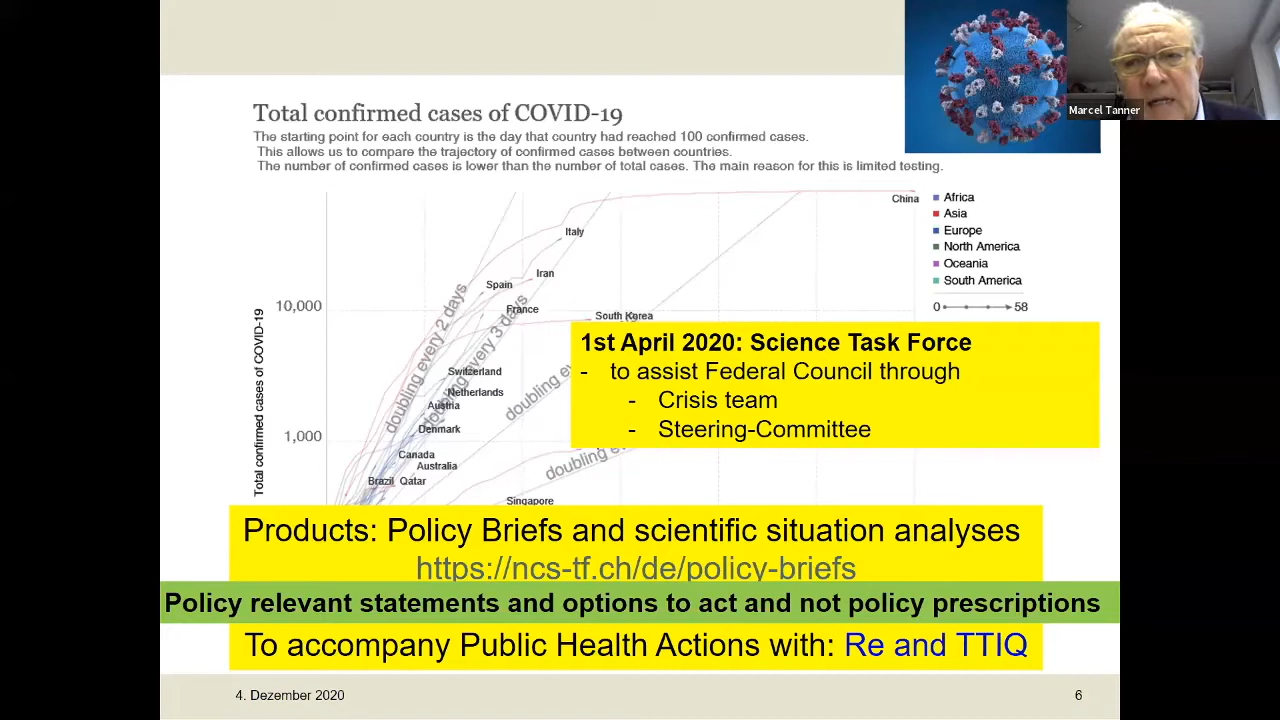 Marcel Tanner
Total confirmed cases of COVID-19
The starting point for each country is the day that country had reached 100 confirmed cases.
This allows us to compare the trajectory of confirmed cases between countries.
The number of confirmed cases is lower than the number of total cases. The main reason for this is limited testing.
China
Africa
Asia
Europe
North America
Oceania
South America
0
58
Italy
Iran
Spain
France
South Korea
10,000
1,000
Total confirmed cases of COVID-19
doubling every 2 days
doubling every 3 days
doubling ev
doubling e
Switzerland
Netherlands
Austria
Denmark
Canada
Australia
Brazil Qatar
Singapore
1st April 2020: Science Task Force
- to assist Federal Council through
- Crisis team
- Steering-Committee
Products: Policy Briefs and scientific situation analyses
https://ncs-tf.ch/de/policy-briefs
Policy relevant statements and options to act and not policy prescriptions
To accompany Public Health Actions with: Re and TTIQ
4. Dezember 2020
6